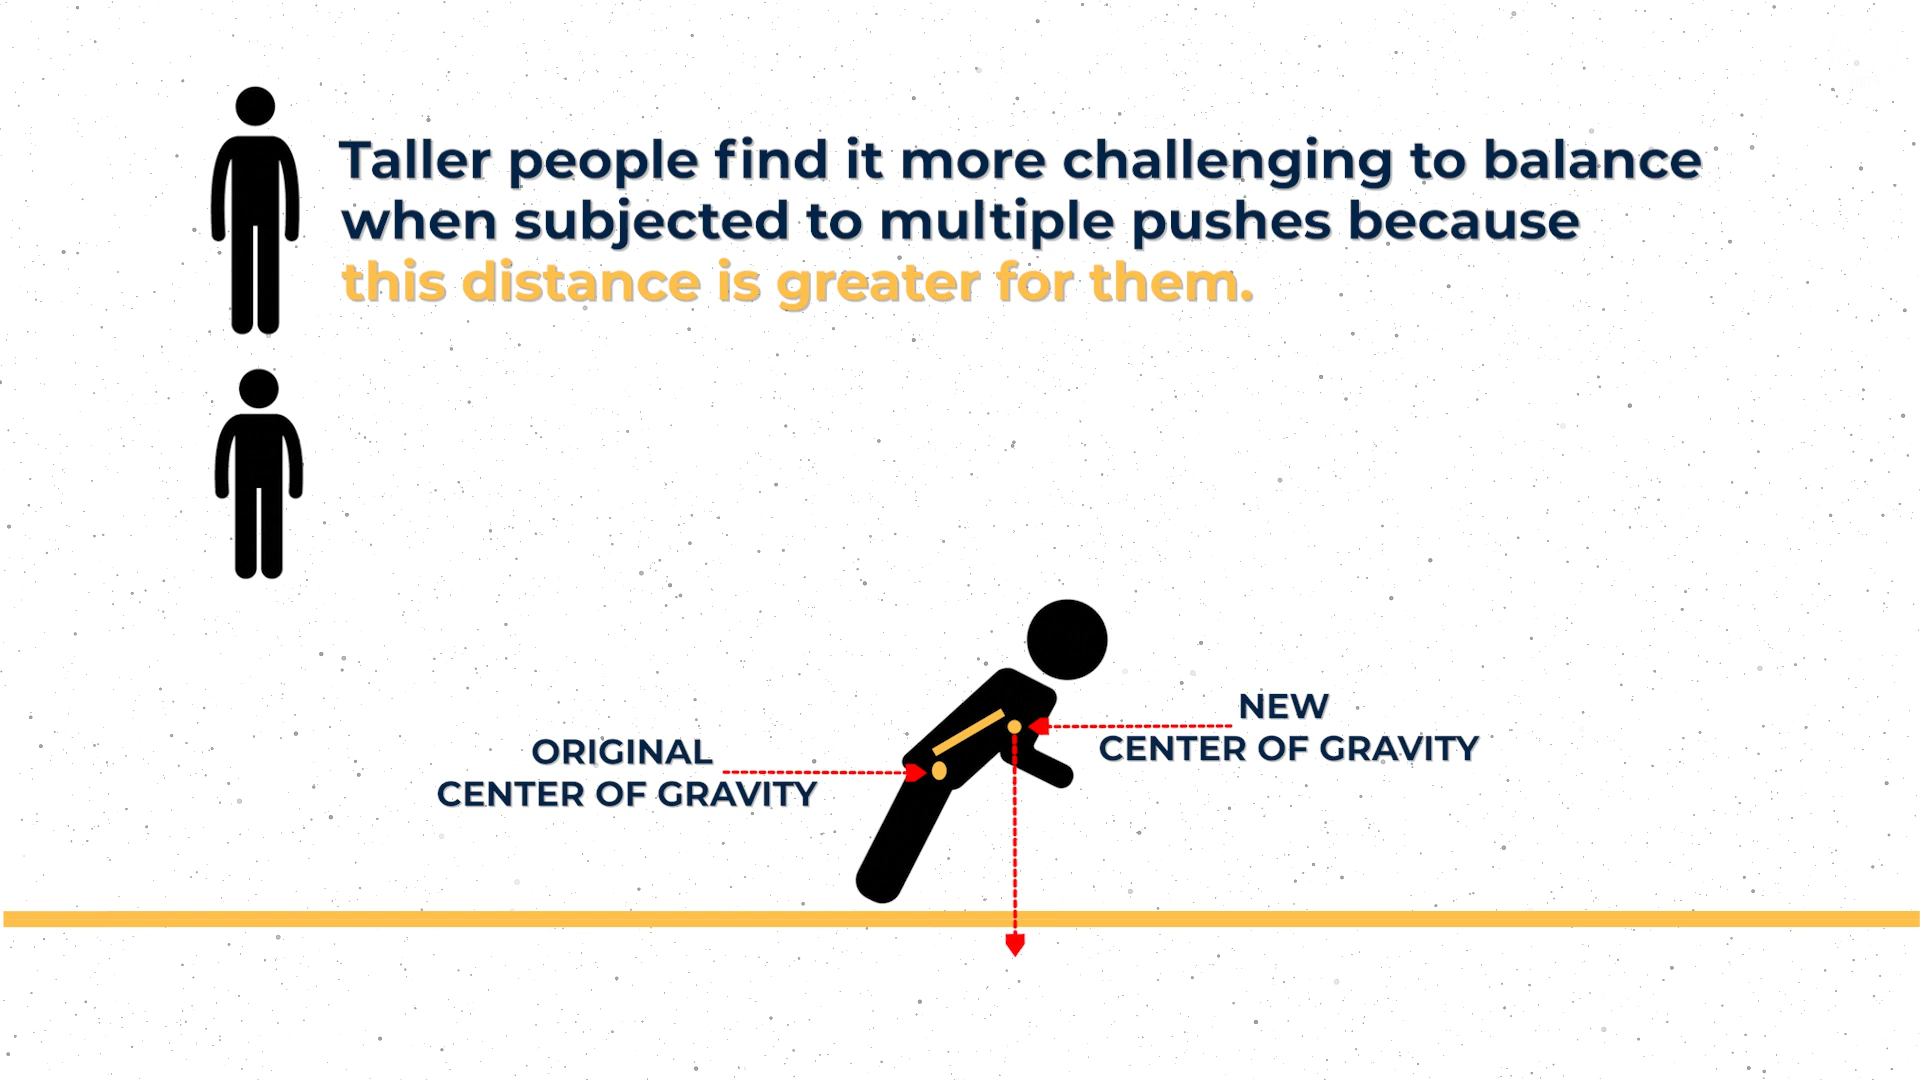 Taller people find it more challenging to balance
when subjected to multiple pushes because
this distance is greater for them.
NEW
CENTER OF GRAVITY
ORIGINAL
CENTER OF GRAVITY